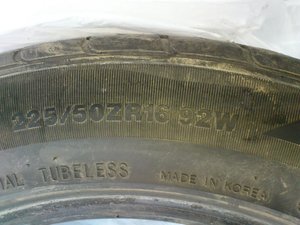 225/50ZR16 92W
TUBELESS MADE IN KOREA